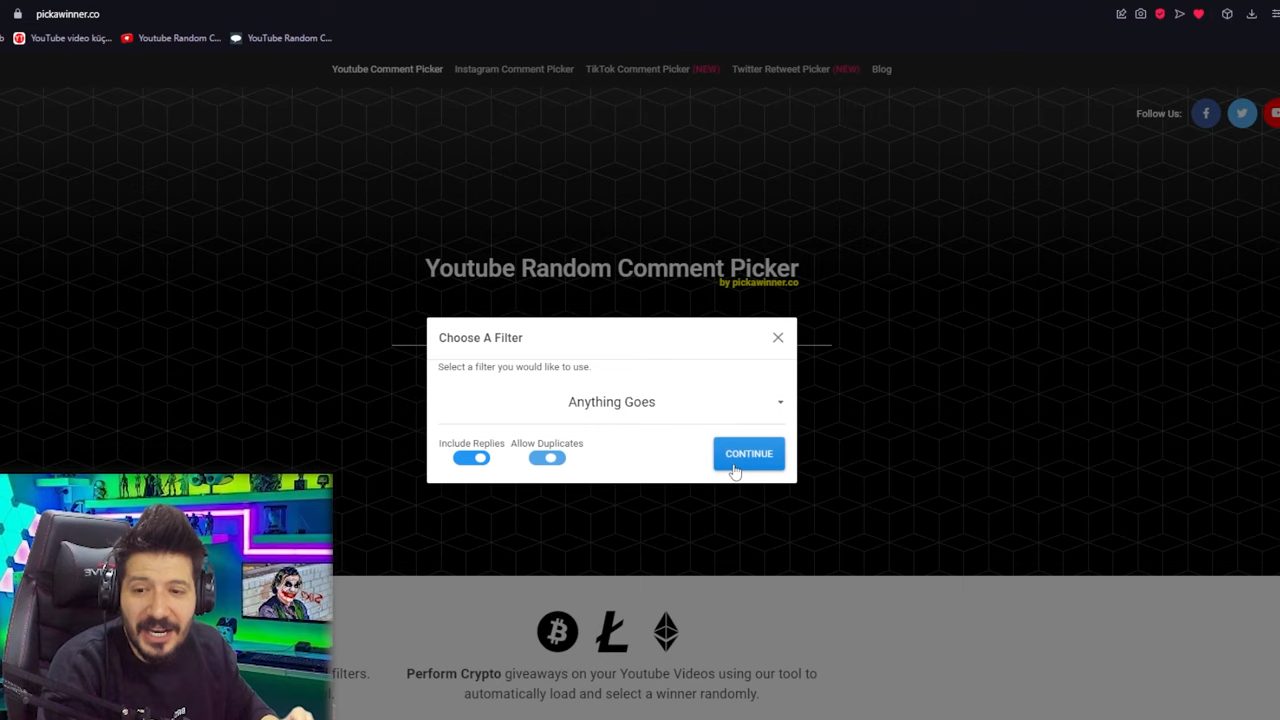 pickawinner.co
b
YouTube video küç...
Youtube Random C...
YouTube Random C...
Youtube Comment Picker
Instagram Comment Picker
TikTok Comment Picker (NEW)
Twitter Retweet Picker (NEW)
Blog
Follow Us:
Youtube Random Comment Picker
by pickawinner.co
Choose A Filter
Select a filter you would like to use.
Anything Goes
Include Replies
Allow Duplicates
CONTINUE
filters.
Perform Crypto giveaways on your Youtube Videos using our tool to
automatically load and select a winner randomly.